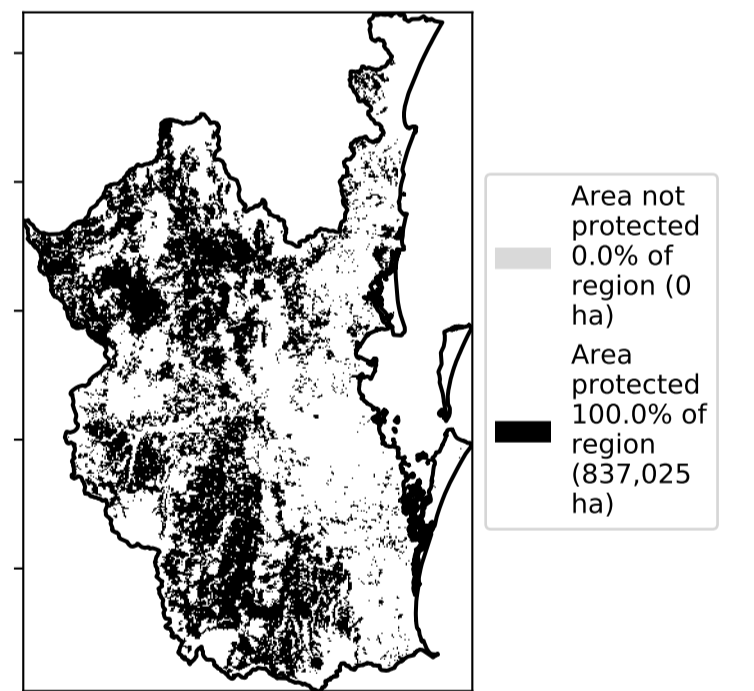 Area not
protected
0.0% of
region (0
ha)
Area
protected
100.0% of
region
(837,025
ha)